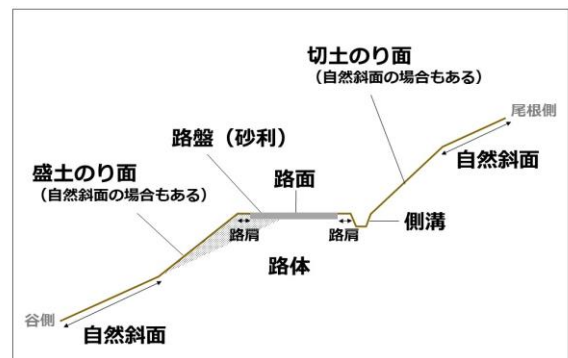 切土のり面
（自然斜面の場合もある）
尾根側
自然斜面
路盤（砂利）
盛土のり面
（自然斜面の場合もある）
路面
側溝
路肩
路肩
路体
谷側
自然斜面